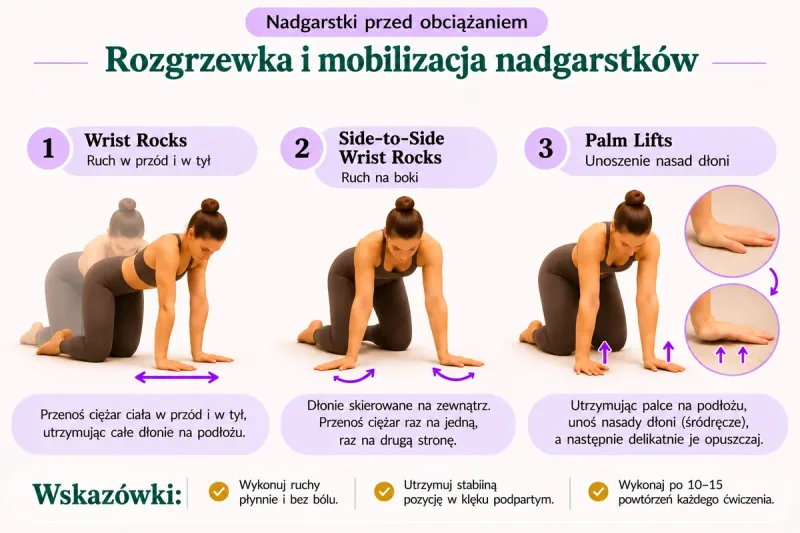 Nadgarstki przed obciążaniem
Rozgrzewka i mobilizacja nadgarstków
1
Wrist Rocks
Ruch w przód i w tył
2
Side-to-Side
Wrist Rocks
Ruch na boki
3
Palm Lifts
Unoszenie nasad dłoni
Przenoś ciężar ciała w przód i w tył,
utrzymując całe dłonie na podłożu.
Dłonie skierowane na zewnątrz.
Przenoś ciężar raz na jedną,
raz na drugą stronę.
Utrzymując palce na podłożu,
unoś nasady dłoni (śródręcze),
a następnie delikatnie je opuszczaj.
Wskazówki:
Wykonuj ruchy
płynnie i bez bólu.
Utrzymuj stabilną
pozycję w klęku podpartym.
Wykonaj po 10–15
powtórzeń każdego ćwiczenia.